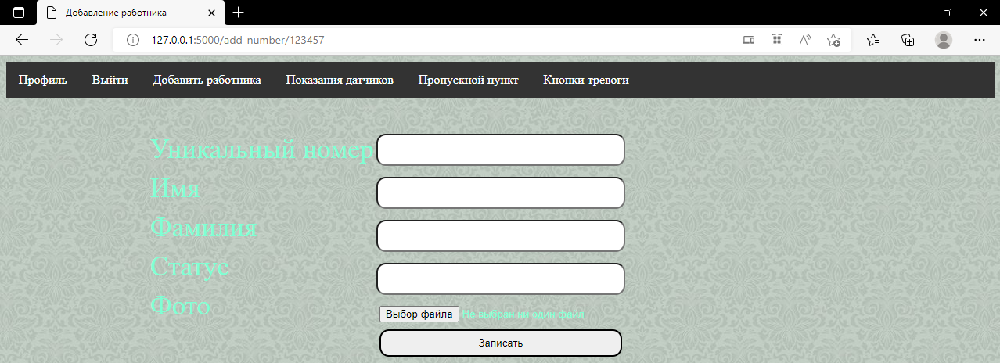 Добавление работника
127.0.0.1:5000/add_number/123457
Профиль Выйти Добавить работника Показания датчиков Пропускной пункт Кнопки тревоги
Уникальный номер
Имя
Фамилия
Статус
Фото
Выбор файла Не выбран ни один файл
Записать